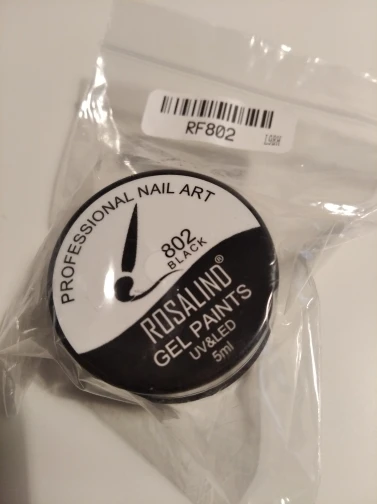 RF802
PROFESSIONAL NAIL ART
802
BLACK
ROSALIND®
GEL PAINTS
UV&LED
5ml